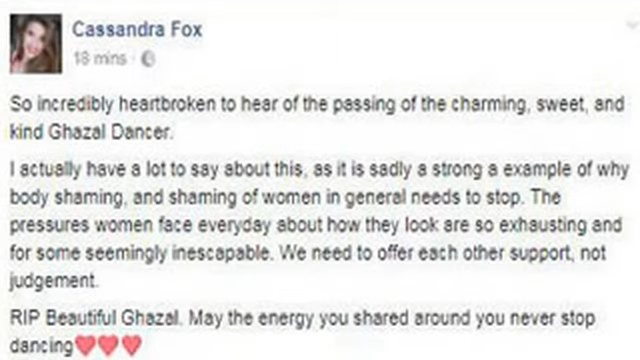 Cassandra Fox
18 mins ·
So incredibly heartbroken to hear of the passing of the charming, sweet, and
kind Ghazal Dancer.
I actually have a lot to say about this, as it is sadly a strong a example of why
body shaming, and shaming of women in general needs to stop. The
pressures women face everyday about how they look are so exhausting and
for some seemingly inescapable. We need to offer each other support, not
judgement.
RIP Beautiful Ghazal. May the energy you shared around you never stop
dancing♥♥♥